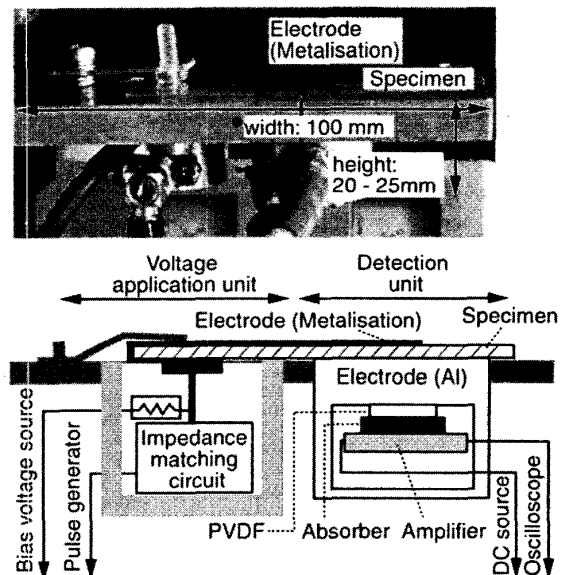 Electrode
(Metalisation)
Specimen
width: 100 mm
height:
20 - 25mm
Voltage
application unit
Detection
unit
Electrode (Metalisation)
Specimen
Electrode (Al)
Impedance
matching
circuit
Bias voltage source
Pulse generator
PVDF
Absorber
Amplifier
DC source
Oscilloscope